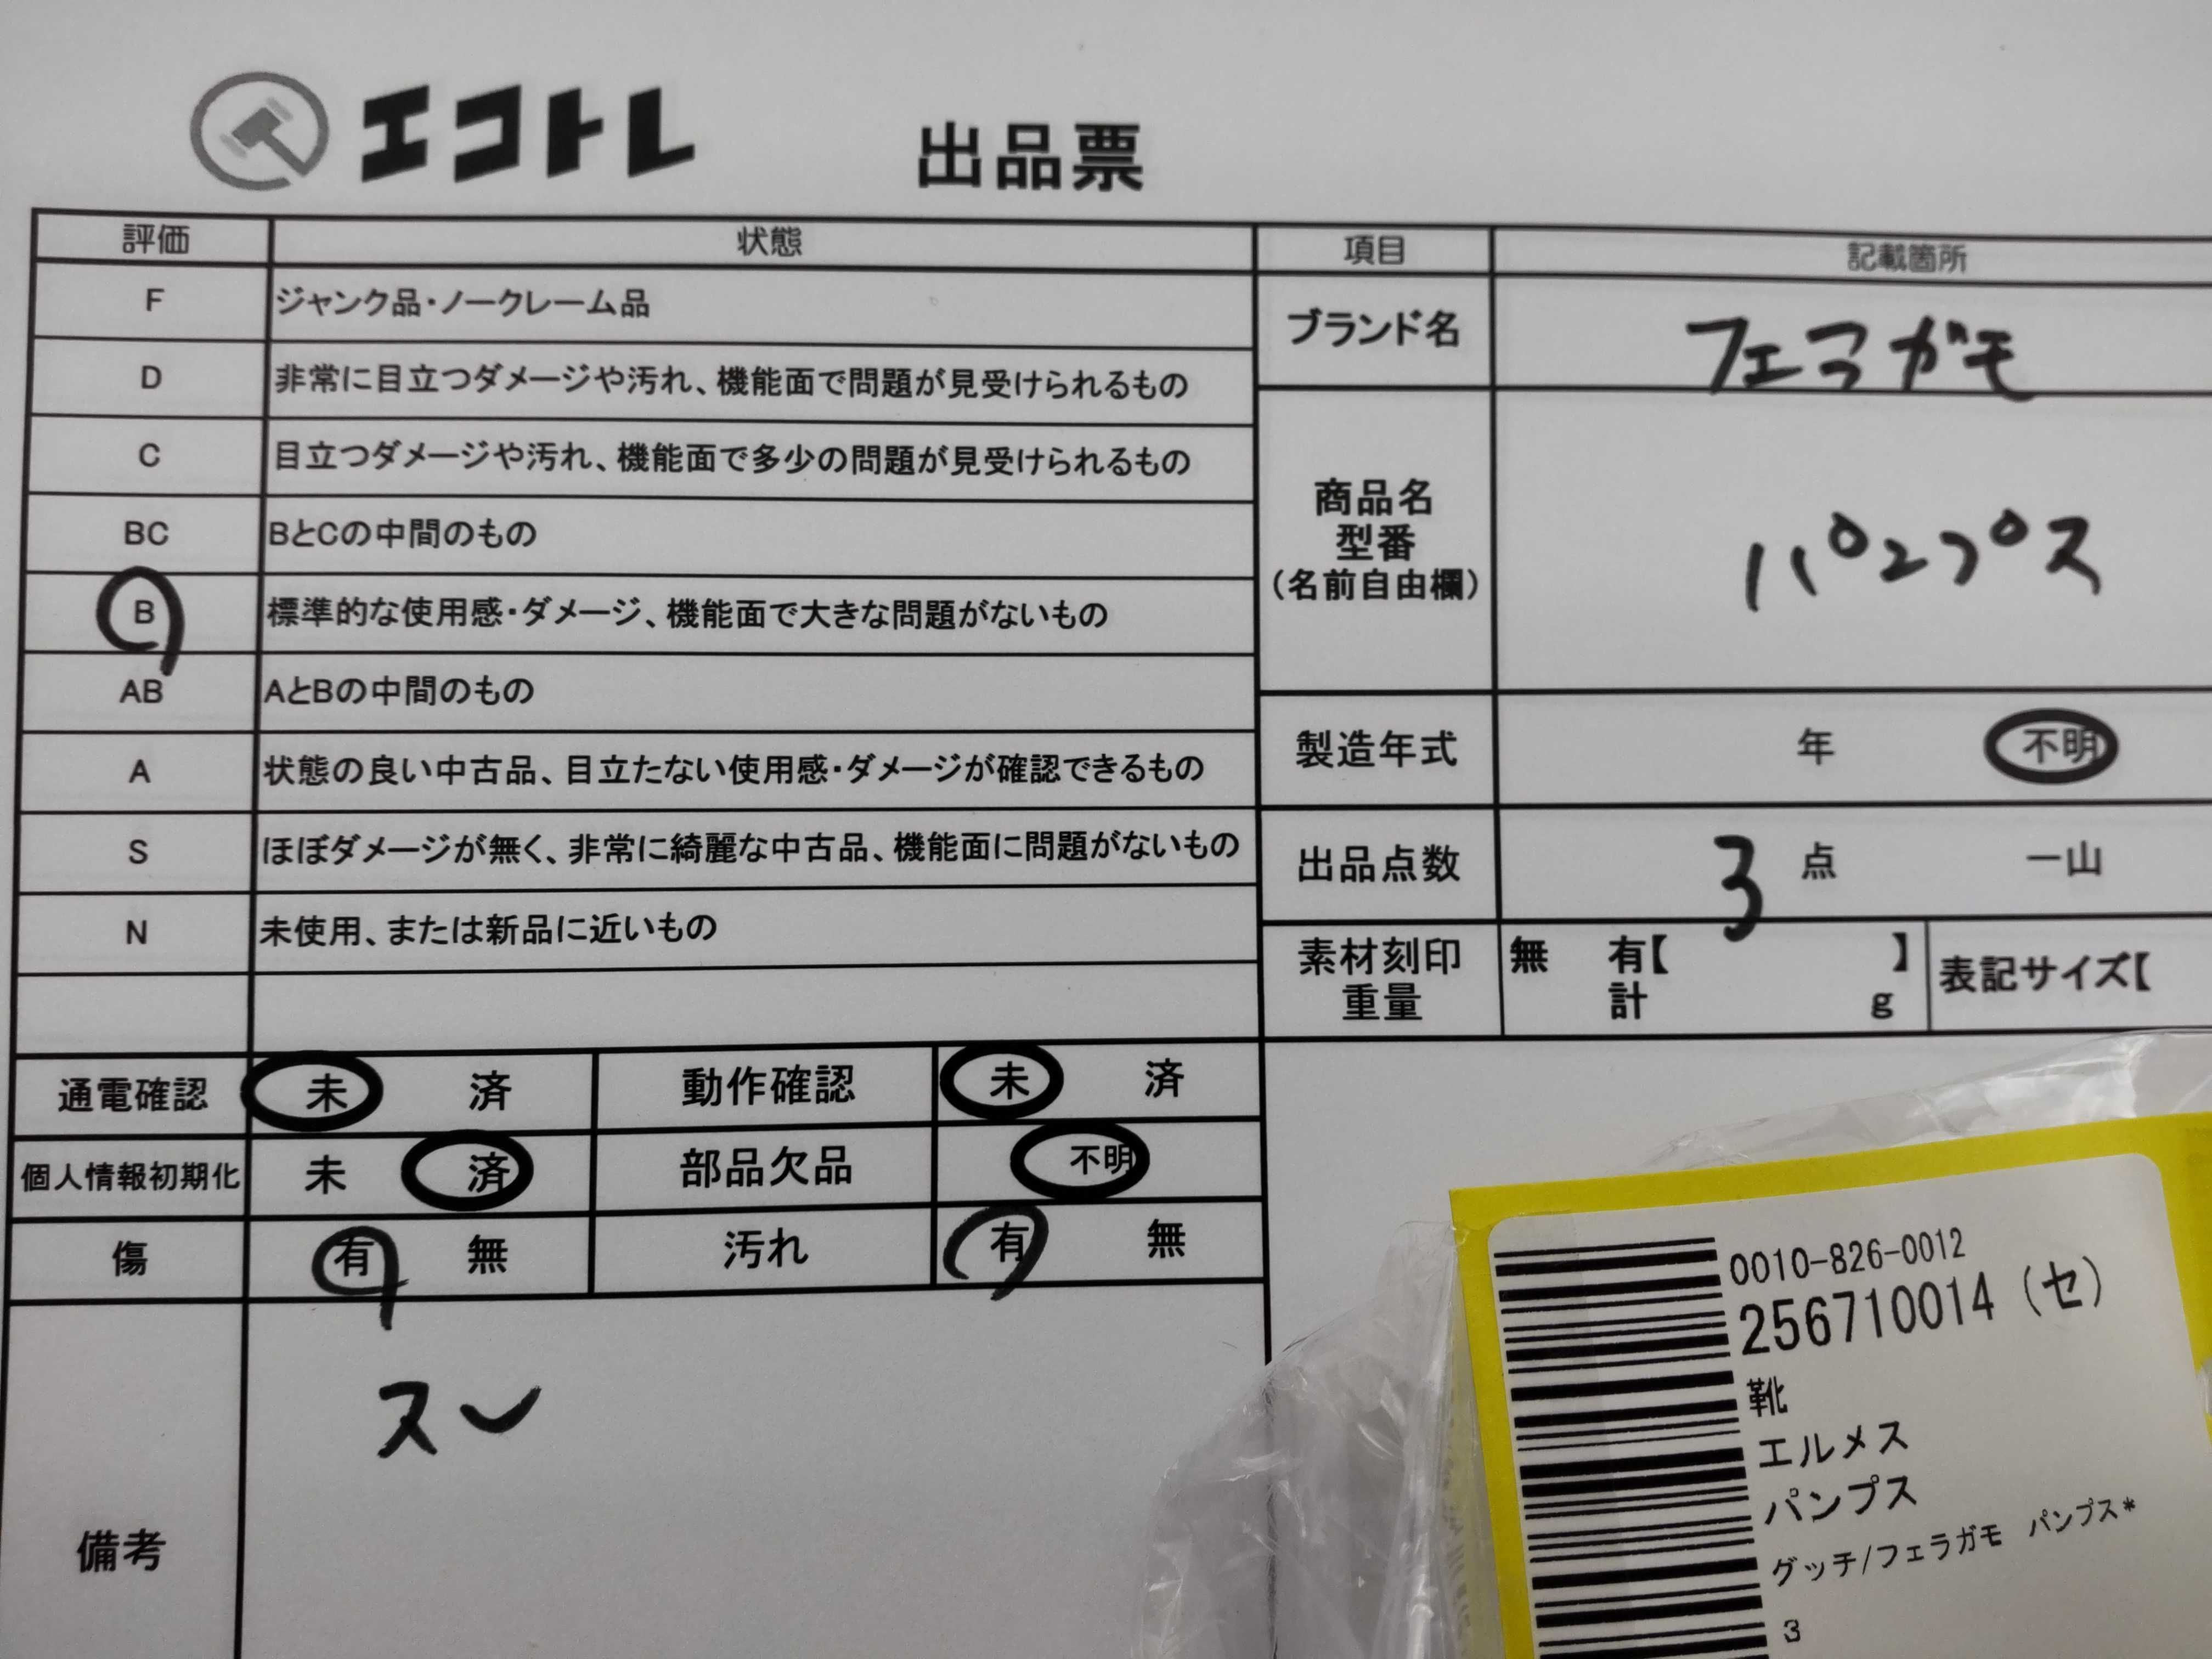 エコトレ 出品票
評価 状態 項目 記載箇所
F ジャンク品・ノークレーム品
D 非常に目立つダメージや汚れ、機能面で問題が見受けられるもの
C 目立つダメージや汚れ、機能面で多少の問題が見受けられるもの
BC BとCの中間のもの
B 標準的な使用感・ダメージ、機能面で大きな問題がないもの
AB AとBの中間のもの
A 状態の良い中古品、目立たない使用感・ダメージが確認できるもの
S ほぼダメージが無く、非常に綺麗な中古品、機能面に問題がないもの
N 未使用、または新品に近いもの
ブランド名 フェラガモ
商品名
型番
(名前自由欄)
パンプス
製造年式 年 不明
出品点数 3 点 一山
素材刻印 無 有【 】 表記サイズ【
重量 計 g
通電確認 未 済 動作確認 未 済
個人情報初期化 未 済 部品欠品 不明
傷 有 無 汚れ 有 無
備考
0010-826-0012
256710014(セ)
靴
エルメス
パンプス
グッチ/フェラガモ パンプス*
3